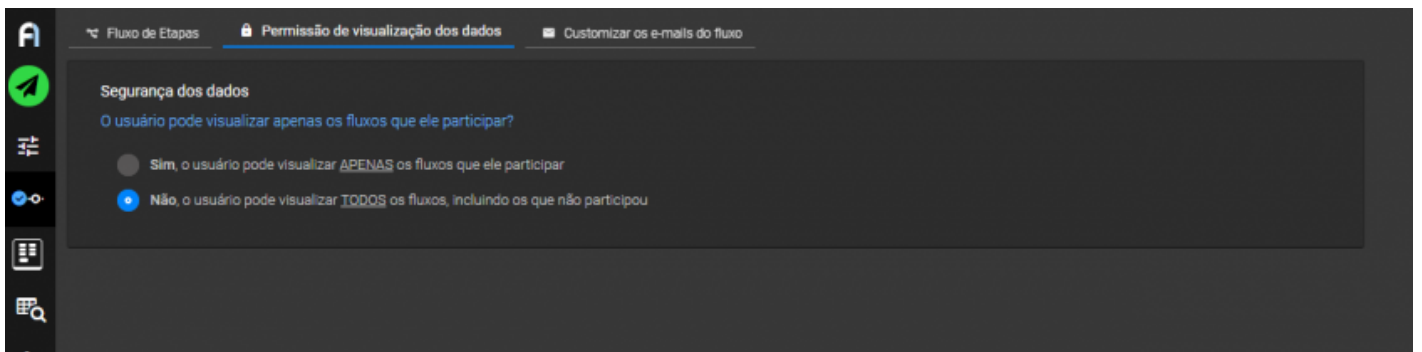 Fluxo de Etapas
Permissão de visualização dos dados
Customizar os e-mails do fluxo
Segurança dos dados
O usuário pode visualizar apenas os fluxos que ele participar?
Sim, o usuário pode visualizar APENAS os fluxos que ele participar
Não, o usuário pode visualizar TODOS os fluxos, incluindo os que não participou